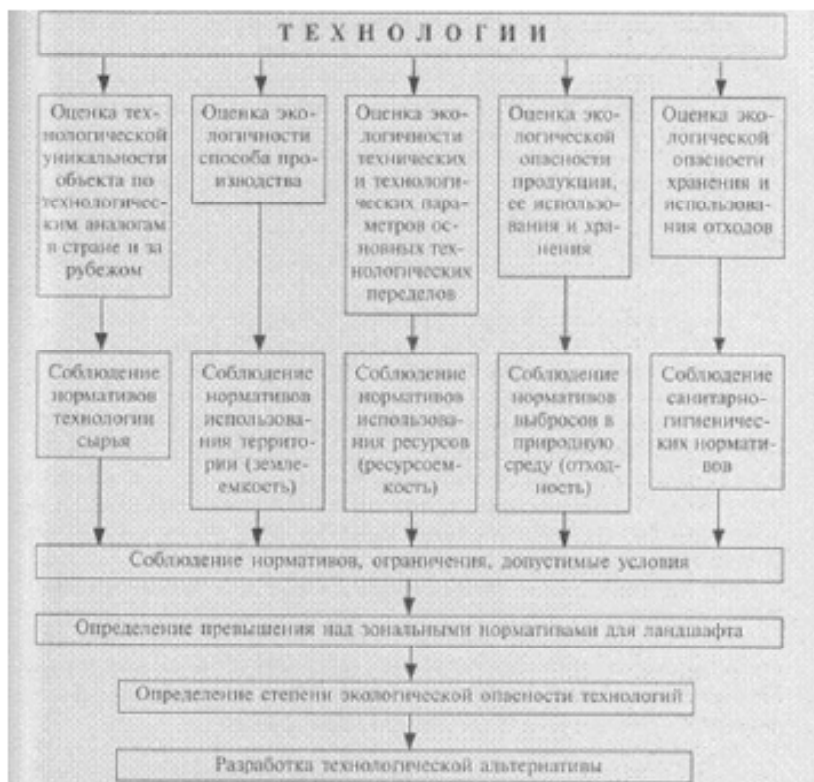 ТЕХНОЛОГИИ
Оценка тех-
нологической
уникальности
объекта по
технологичес-
ким аналогам
в стране и за
рубежом
Оценка эко-
логичности
способа про-
изводства
Оценка эко-
логичности
технических
и технологи-
ческих пара-
метров ос-
новных тех-
нологических
переделов
Оценка эко-
логической
опасности
продукции,
ее использо-
вания и хра-
нения
Оценка эко-
логической
опасности
хранения и
использова-
ния отходов
Соблюдение
нормативов
технологии
сырья
Соблюдение
нормативов
использова-
ния террито-
рии (земле-
емкость)
Соблюдение
нормативов
использова-
ния ресурсов
(ресурсоем-
кость)
Соблюдение
нормативов
выбросов в
природную
среду (отход-
ность)
Соблюдение
санитарно-
гигиеничес-
ких нормати-
вов
Соблюдение нормативов, ограничения, допустимые условия
Определение превышения над зональными нормативами для ландшафта
Определение степени экологической опасности технологий
Разработка технологической альтернативы